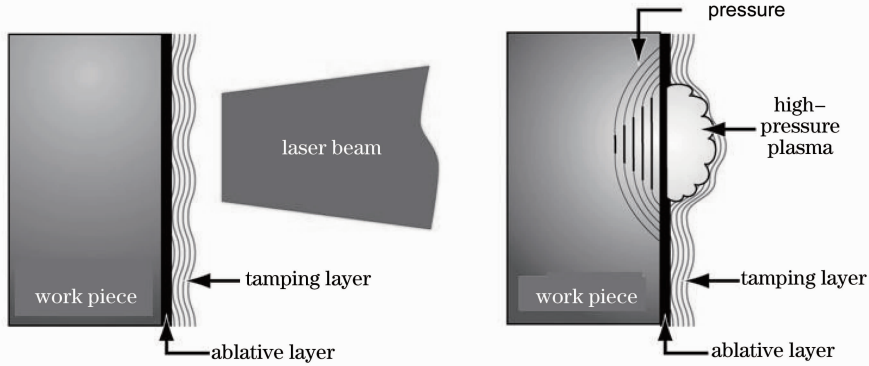 laser beam
tamping layer
work piece
ablative layer
pressure
high-
pressure
plasma
tamping layer
work piece
ablative layer